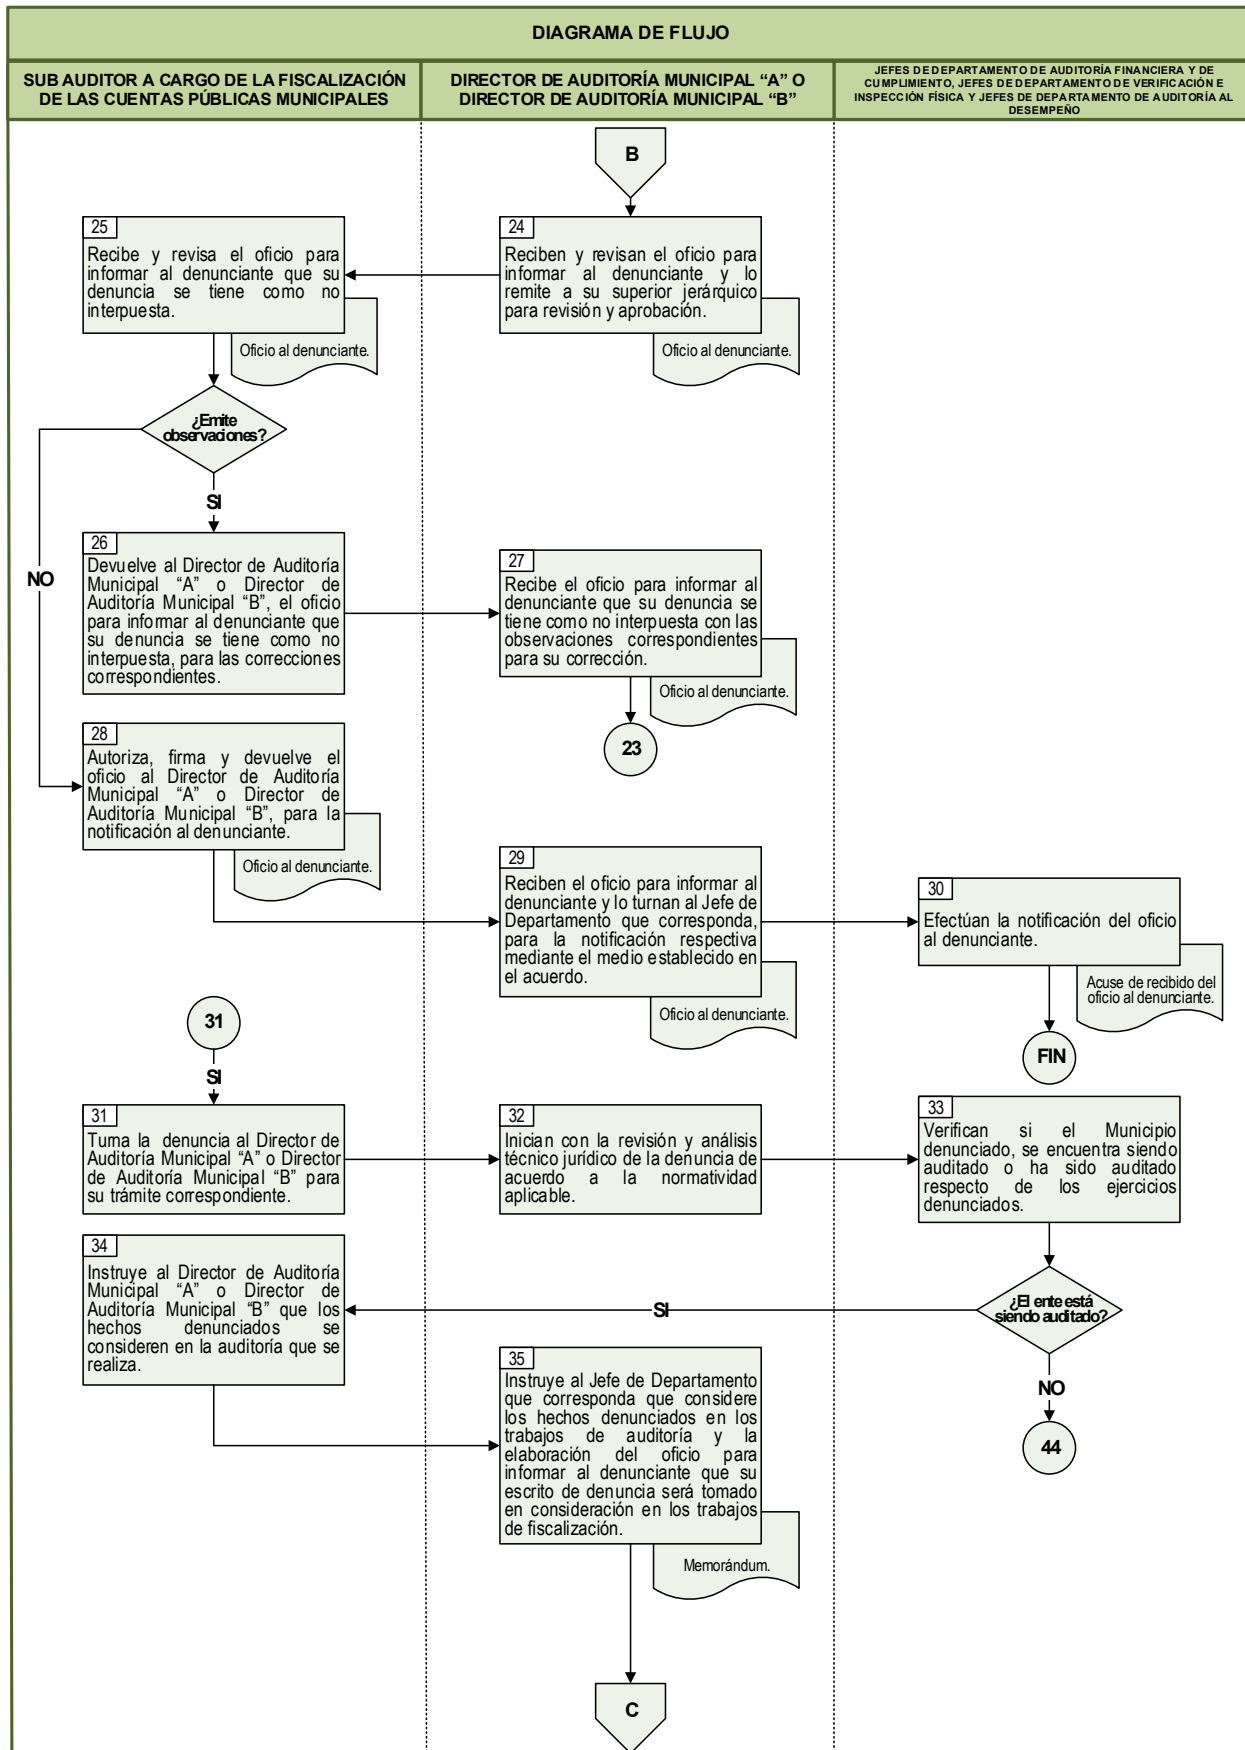 DIAGRAMA DE FLUJO
SUB AUDITOR A CARGO DE LA FISCALIZACIÓN
DE LAS CUENTAS PÚBLICAS MUNICIPALES
DIRECTOR DE AUDITORÍA MUNICIPAL “A” O
DIRECTOR DE AUDITORÍA MUNICIPAL “B”
JEFES DE DEPARTAMENTO DE AUDITORÍA FINANCIERA Y DE
CUMPLIMIENTO, JEFES DE DEPARTAMENTO DE VERIFICACIÓN E
INSPECCIÓN FÍSICA Y JEFES DE DEPARTAMENTO DE AUDITORÍA AL
DESEMPEÑO
B
25
Recibe y revisa el oficio para
informar al denunciante que su
denuncia se tiene como no
interpuesta.
Oficio al denunciante.
24
Reciben y revisan el oficio para
informar al denunciante y lo
remite a su superior jerárquico
para revisión y aprobación.
Oficio al denunciante.
¿Emite
observaciones?
SI
NO
26
Devuelve al Director de Auditoría
Municipal “A” o Director de
Auditoría Municipal “B”, el oficio
para informar al denunciante que
su denuncia se tiene como no
interpuesta, para las correcciones
correspondientes.
27
Recibe el oficio para informar al
denunciante que su denuncia se
tiene como no interpuesta con las
observaciones correspondientes
para su corrección.
Oficio al denunciante.
23
28
Autoriza, firma y devuelve el
oficio al Director de Auditoría
Municipal “A” o Director de
Auditoría Municipal “B”, para la
notificación al denunciante.
Oficio al denunciante.
29
Reciben el oficio para informar al
denunciante y lo turnan al Jefe de
Departamento que corresponda,
para la notificación respectiva
mediante el medio establecido en
el acuerdo.
Oficio al denunciante.
30
Efectúan la notificación del oficio
al denunciante.
Acuse de recibido del
oficio al denunciante.
FIN
31
SI
31
Turna la denuncia al Director de
Auditoría Municipal “A” o Director
de Auditoría Municipal “B” para
su trámite correspondiente.
32
Inician con la revisión y análisis
técnico jurídico de la denuncia de
acuerdo a la normatividad
aplicable.
33
Verifican si el Municipio
denunciado, se encuentra siendo
auditado o ha sido auditado
respecto de los ejercicios
denunciados.
34
Instruye al Director de Auditoría
Municipal “A” o Director de
Auditoría Municipal “B” que los
hechos denunciados se
consideren en la auditoría que se
realiza.
SI
¿El ente está
siendo auditado?
NO
44
35
Instruye al Jefe de Departamento
que corresponda que considere
los hechos denunciados en los
trabajos de auditoría y la
elaboración del oficio para
informar al denunciante que su
escrito de denuncia será tomado
en consideración en los trabajos
de fiscalización.
Memorándum.
C